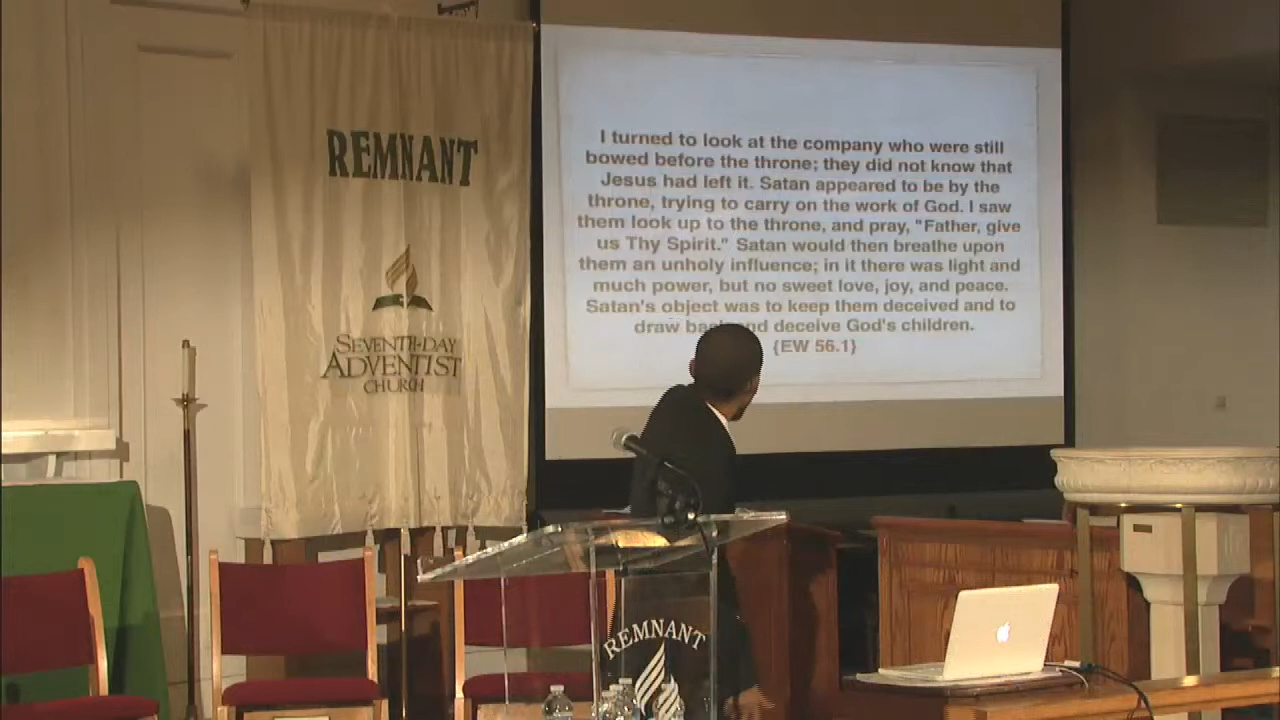 REMNANT
SEVENTH-DAY
ADVENTIST
CHURCH
I turned to look at the company who were still
bowed before the throne; they did not know that
Jesus had left it. Satan appeared to be by the
throne, trying to carry on the work of God. I saw
them look up to the throne, and pray, "Father, give
us Thy Spirit." Satan would then breathe upon
them an unholy influence; in it there was light and
much power, but no sweet love, joy, and peace.
Satan's object was to keep them deceived and to
draw deceive God's children.
{EW 56.1}
REMNANT